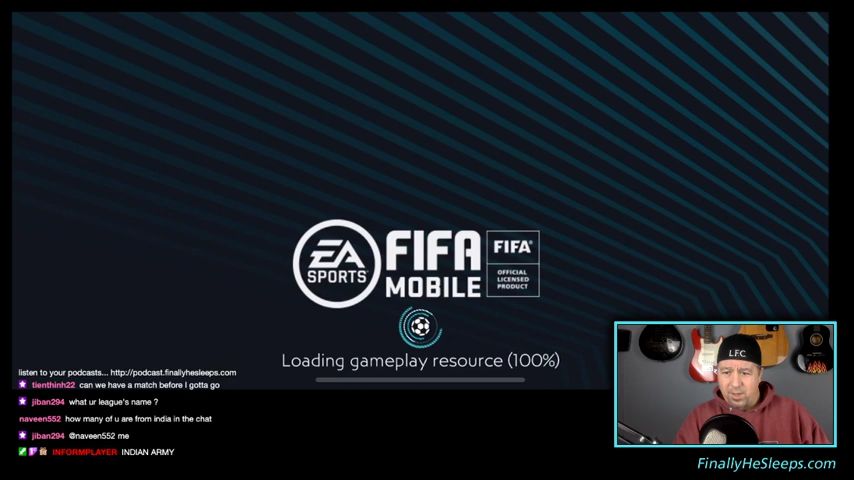 EA
SPORTS
FIFA
MOBILE
FIFA
OFFICIAL
LICENSED
PRODUCT
Loading gameplay resource (100%)
listen to your podcasts... http://podcast.finallyhesleeps.com
tienthinh22 can we have a match before I gotta go
jiban294 what ur league's name ?
naveen552 how many of u are from india in the chat
jiban294 @naveen552 me
INFORMPLAYER INDIAN ARMY
L.F.C
FinallyHeSleeps.com